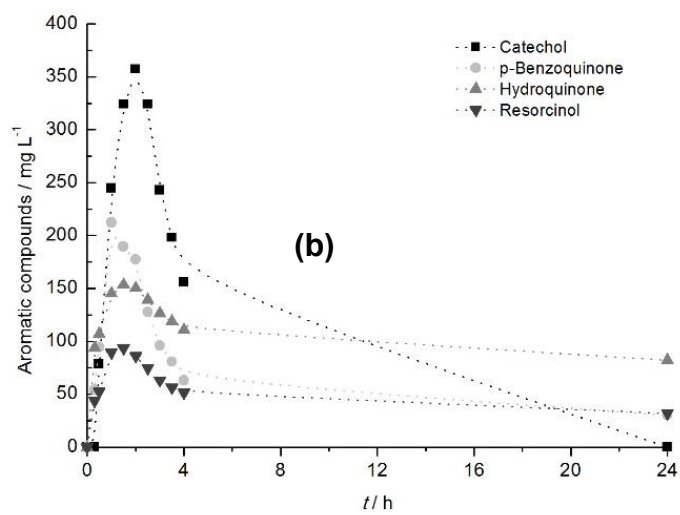 400
350
300
250
200
150
100
50
0
Aromatic compounds / mg L⁻¹
Catechol
p-Benzoquinone
Hydroquinone
Resorcinol
(b)
0 4 8 12 16 20 24
t / h